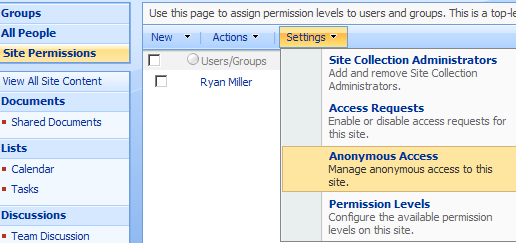 Groups
All People
Site Permissions
View All Site Content
Documents
Shared Documents
Lists
Calendar
Tasks
Discussions
Team Discussion
Use this page to assign permission levels to users and groups. This is a top-le
New Actions Settings
Users/Groups
Ryan Miller
Site Collection Administrators
Add and remove Site Collection
Administrators.
Access Requests
Enable or disable access requests for
this site.
Anonymous Access
Manage anonymous access to this
site.
Permission Levels
Configure the available permission
levels on this site.